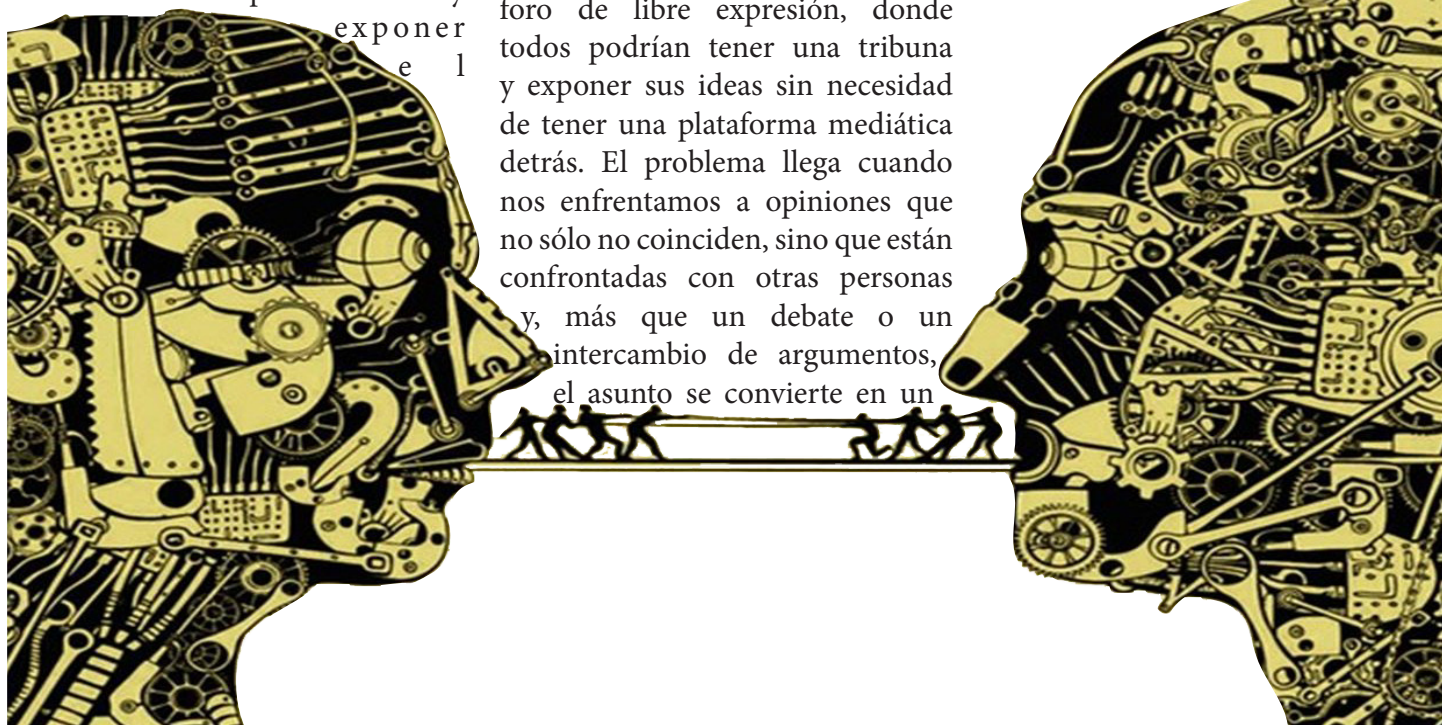 y
exponer
e l
foro de libre expresión, donde
todos podrían tener una tribuna
y exponer sus ideas sin necesidad
de tener una plataforma mediática
detrás. El problema llega cuando
nos enfrentamos a opiniones que
no sólo no coinciden, sino que están
confrontadas con otras personas
y, más que un debate o un
intercambio de argumentos,
el asunto se convierte en un